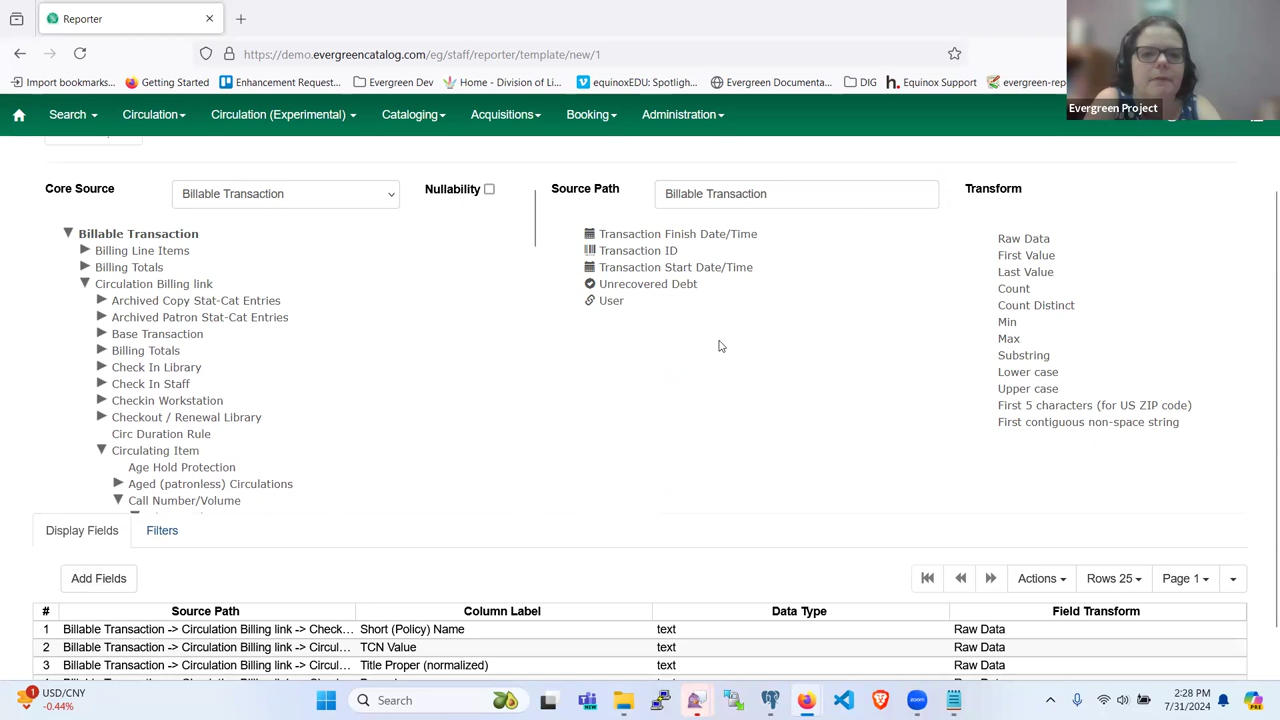 Reporter
https://demo.evergreencatalog.com/eg/staff/reporter/template/new/1
Import bookmarks...
Getting Started
Enhancement Request...
Evergreen Dev
Home - Division of Li...
equinoxEDU: Spotligh...
Evergreen Documenta...
DIG
Equinox Support
evergreen-rep
Evergreen Project
Search
Circulation
Circulation (Experimental)
Cataloging
Acquisitions
Booking
Administration
Core Source
Billable Transaction
Nullability
Source Path
Billable Transaction
Transform
Billable Transaction
Billing Line Items
Billing Totals
Circulation Billing link
Archived Copy Stat-Cat Entries
Archived Patron Stat-Cat Entries
Base Transaction
Billing Totals
Check In Library
Check In Staff
Checkin Workstation
Checkout / Renewal Library
Circ Duration Rule
Circulating Item
Age Hold Protection
Aged (patronless) Circulations
Call Number/Volume
Transaction Finish Date/Time
Transaction ID
Transaction Start Date/Time
Unrecovered Debt
User
Raw Data
First Value
Last Value
Count
Count Distinct
Min
Max
Substring
Lower case
Upper case
First 5 characters (for US ZIP code)
First contiguous non-space string
Display Fields
Filters
Add Fields
Actions
Rows 25
Page 1
# Source Path Column Label Data Type Field Transform
1 Billable Transaction -> Circulation Billing link -> Check... Short (Policy) Name text Raw Data
2 Billable Transaction -> Circulation Billing link -> Circul... TCN Value text Raw Data
3 Billable Transaction -> Circulation Billing link -> Circul... Title Proper (normalized) text Raw Data
1
USD/CNY
-0.44%
Search
NEW
zoom
PRE
2:28 PM
7/31/2024